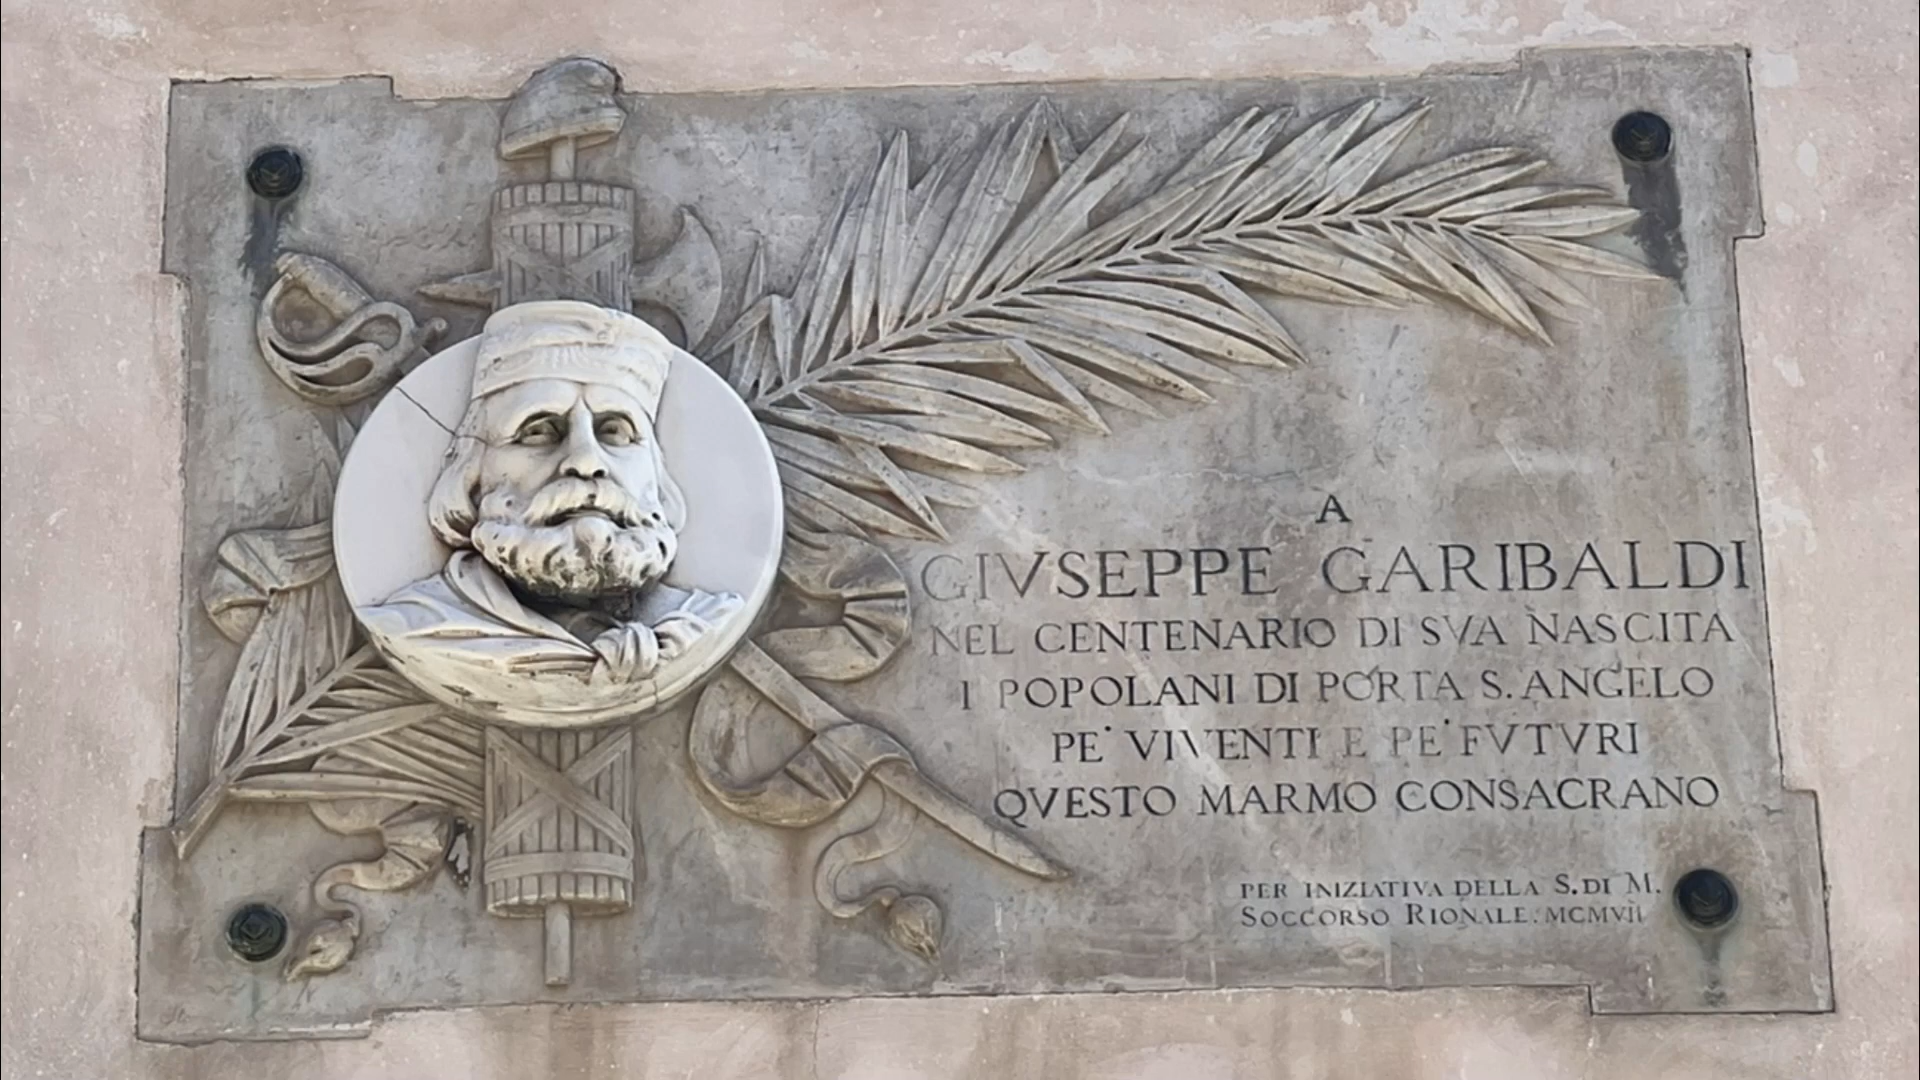 A
GIVSEPPE GARIBALDI
NEL CENTENARIO DI SVA NASCITA
I POPOLANI DI PORTA S. ANGELO
PE' VIVENTI E PE' FVTVRI
QVESTO MARMO CONSACRANO
PER INIZIATIVA DELLA S. DI M.
SOCCORSO RIONALE. MCMVII